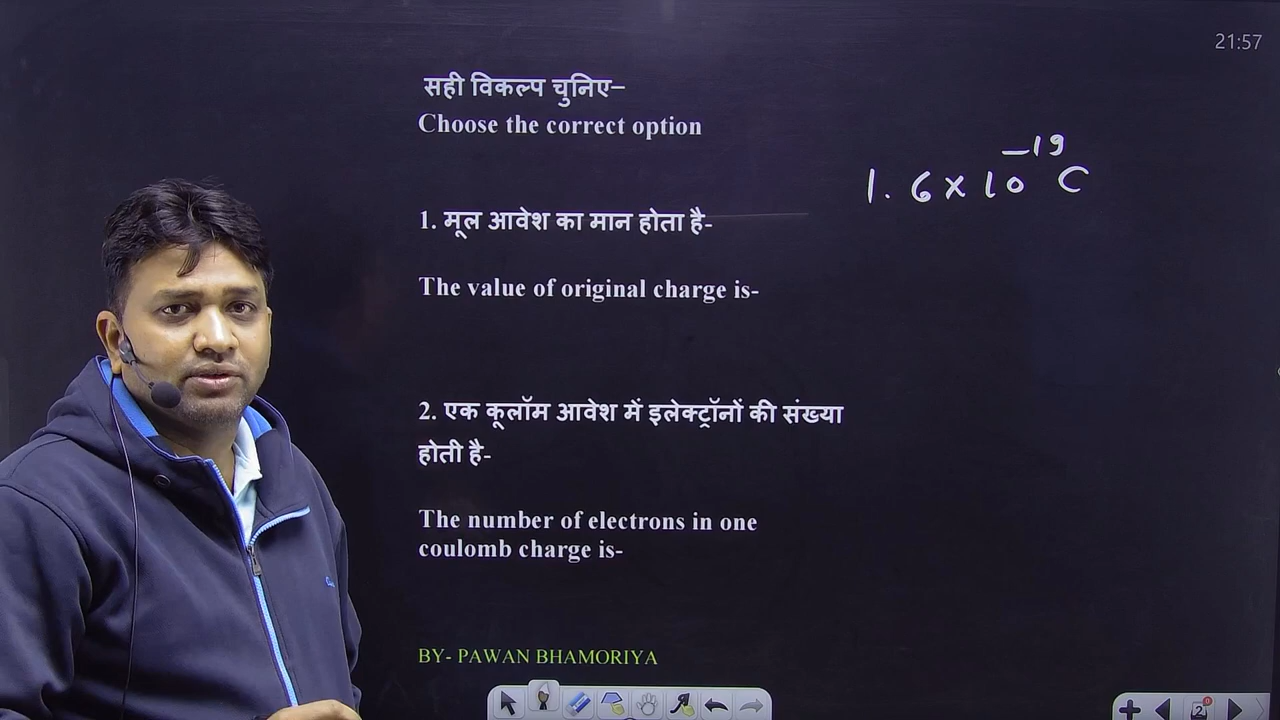 21:57
सही विकल्प चुनिए–
Choose the correct option
1.6×10⁻¹⁹ C
1. मूल आवेश का मान होता है-
The value of original charge is-
2. एक कूलॉम आवेश में इलेक्ट्रॉनों की संख्या
होती है-
The number of electrons in one
coulomb charge is-
BY- PAWAN BHAMORIYA
2